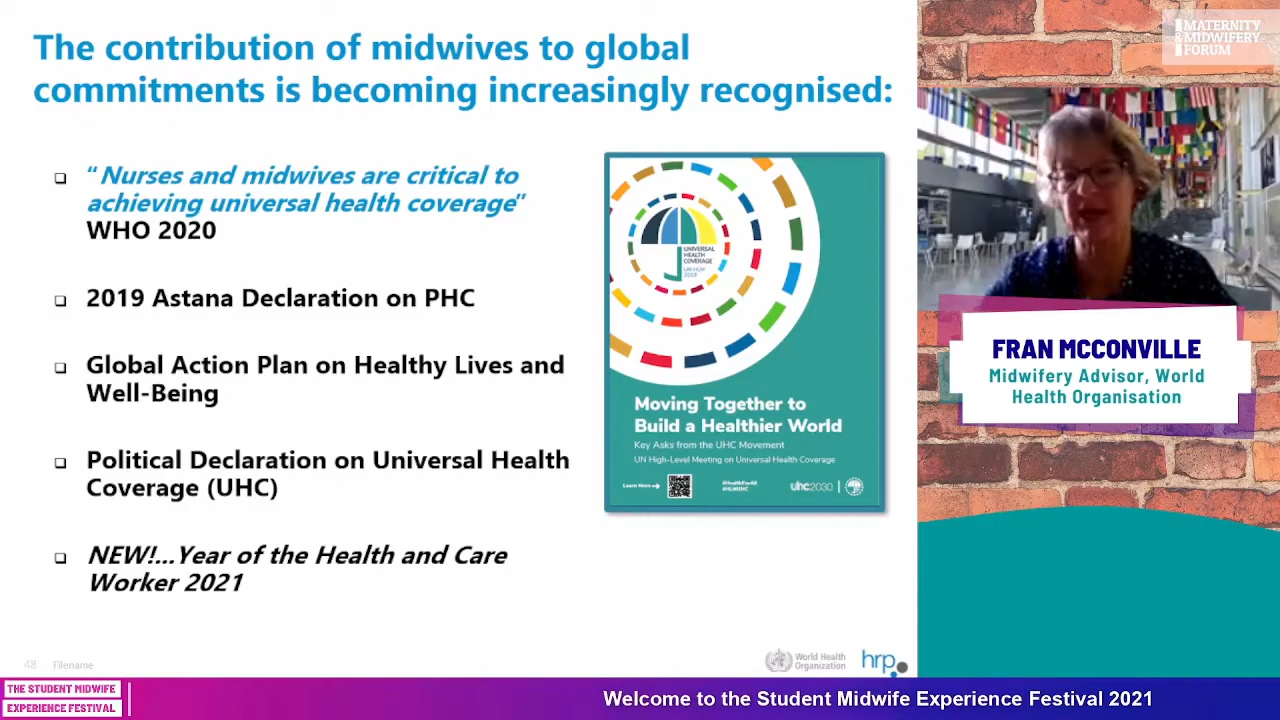 The contribution of midwives to global
commitments is becoming increasingly recognised:
"Nurses and midwives are critical to
achieving universal health coverage"
WHO 2020
2019 Astana Declaration on PHC
Global Action Plan on Healthy Lives and
Well-Being
Political Declaration on Universal Health
Coverage (UHC)
NEW!...Year of the Health and Care
Worker 2021
UNIVERSAL
HEALTH
COVERAGE
UN HLM
2019
Moving Together to
Build a Healthier World
Key Asks from the UHC Movement
UN High-Level Meeting on Universal Health Coverage
Learn More
#HealthForAll
#HLMUHC
uhc2030
48 Filename
World Health
Organization
hrp
MATERNITY
& MIDWIFERY
FORUM
FRAN MCCONVILLE
Midwifery Advisor, World
Health Organisation
THE STUDENT MIDWIFE
EXPERIENCE FESTIVAL
Welcome to the Student Midwife Experience Festival 2021